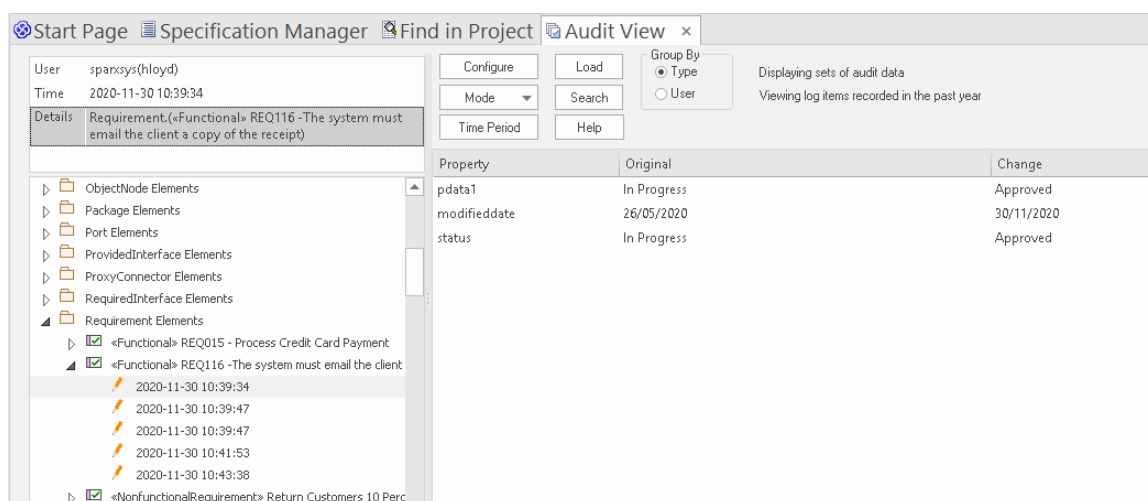 Start Page Specification Manager Find in Project Audit View ×
User sparxsys(hloyd)
Time 2020-11-30 10:39:34
Details Requirement.(«Functional» REQ116 -The system must
email the client a copy of the receipt)
ObjectNode Elements
Package Elements
Port Elements
ProvidedInterface Elements
ProxyConnector Elements
RequiredInterface Elements
Requirement Elements
«Functional» REQ015 - Process Credit Card Payment
«Functional» REQ116 -The system must email the client
2020-11-30 10:39:34
2020-11-30 10:39:47
2020-11-30 10:39:47
2020-11-30 10:41:53
2020-11-30 10:43:38
«NonfunctionalRequirement» Return Customers 10 Perc
Configure Load
Mode Search
Time Period Help
Group By
Type
User
Displaying sets of audit data
Viewing log items recorded in the past year
Property Original Change
pdata1 In Progress Approved
modifieddate 26/05/2020 30/11/2020
status In Progress Approved